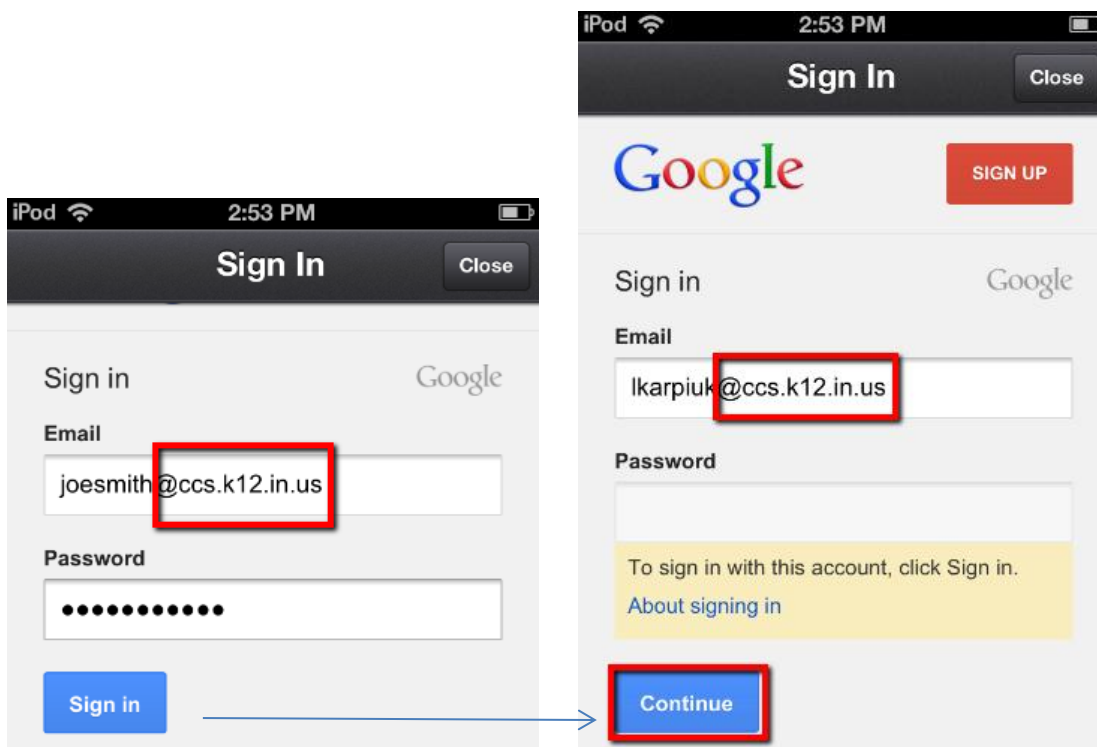 iPod 2:53 PM
Sign In Close
Sign in Google
Email
joesmith@ccs.k12.in.us
Password
●●●●●●●●●●●
Sign in
iPod 2:53 PM
Sign In Close
Google SIGN UP
Sign in Google
Email
lkarpiuk@ccs.k12.in.us
Password
To sign in with this account, click Sign in.
About signing in
Continue